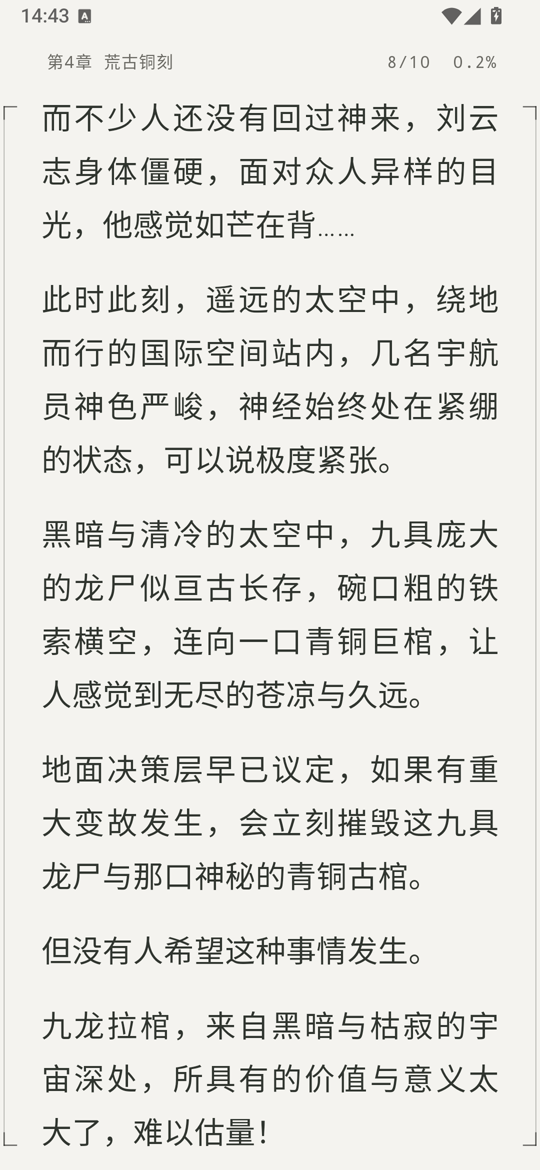 14:43 A
第4章 荒古铜刻 8/10 0.2%
而不少人还没有回过神来，刘云
志身体僵硬，面对众人异样的目
光，他感觉如芒在背……
此时此刻，遥远的太空中，绕地
而行的国际空间站内，几名宇航
员神色严峻，神经始终处在紧绷
的状态，可以说极度紧张。
黑暗与清冷的太空中，九具庞大
的龙尸似亘古长存，碗口粗的铁
索横空，连向一口青铜巨棺，让
人感觉到无尽的苍凉与久远。
地面决策层早已议定，如果有重
大变故发生，会立刻摧毁这九具
龙尸与那口神秘的青铜古棺。
但没有人希望这种事情发生。
九龙拉棺，来自黑暗与枯寂的宇
宙深处，所具有的价值与意义太
大了，难以估量！